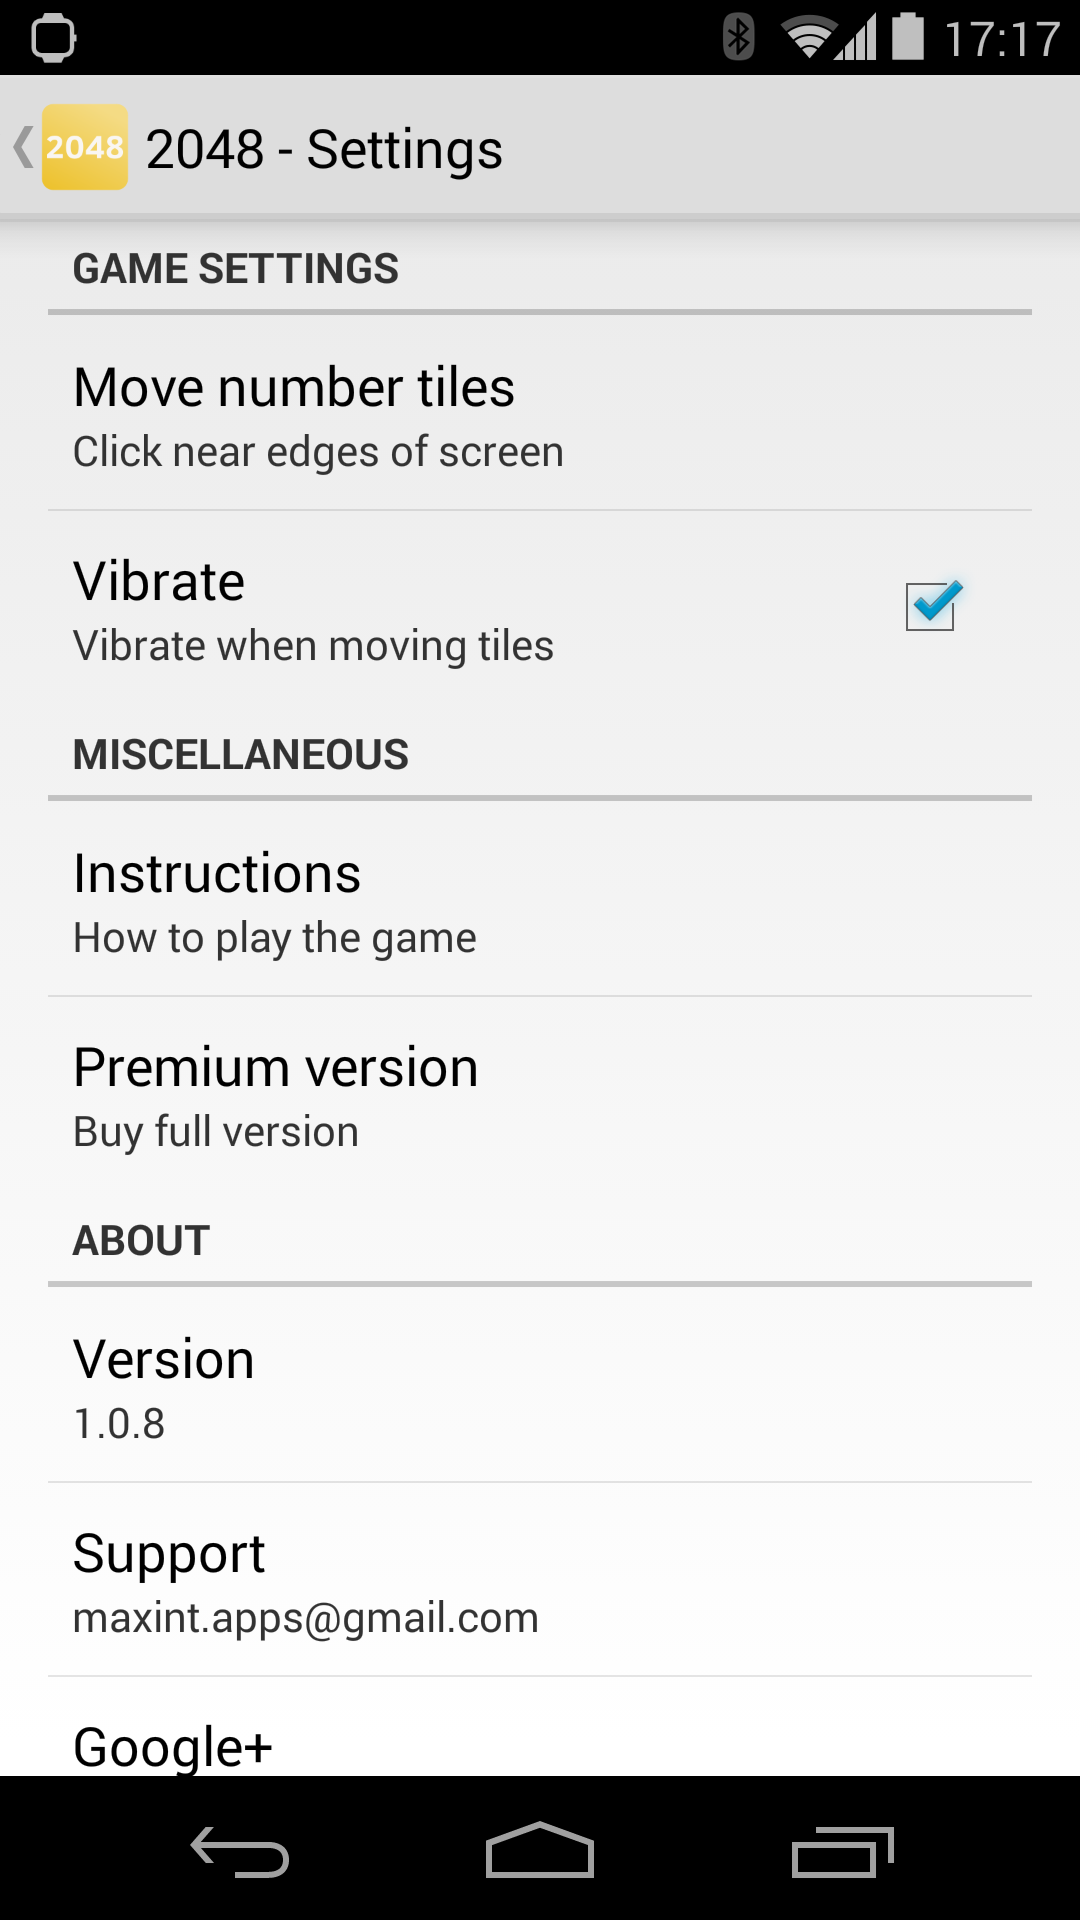 17:17
2048
2048 - Settings
GAME SETTINGS
Move number tiles
Click near edges of screen
Vibrate
Vibrate when moving tiles
MISCELLANEOUS
Instructions
How to play the game
Premium version
Buy full version
ABOUT
Version
1.0.8
Support
maxint.apps@gmail.com
Google+